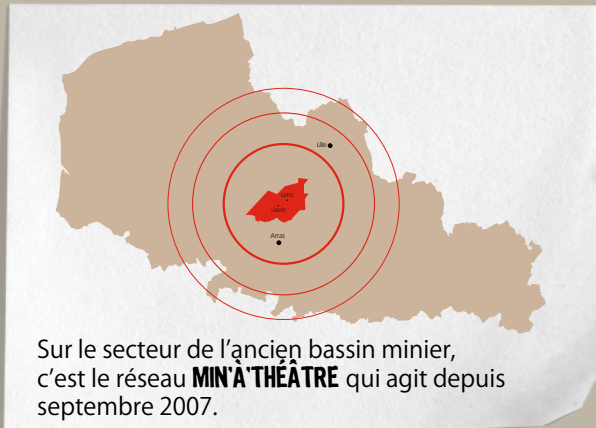 Lille
Lens
Liévin
Arras
Sur le secteur de l'ancien bassin minier,
c'est le réseau MIN'À'THÉÂTRE qui agit depuis
septembre 2007.